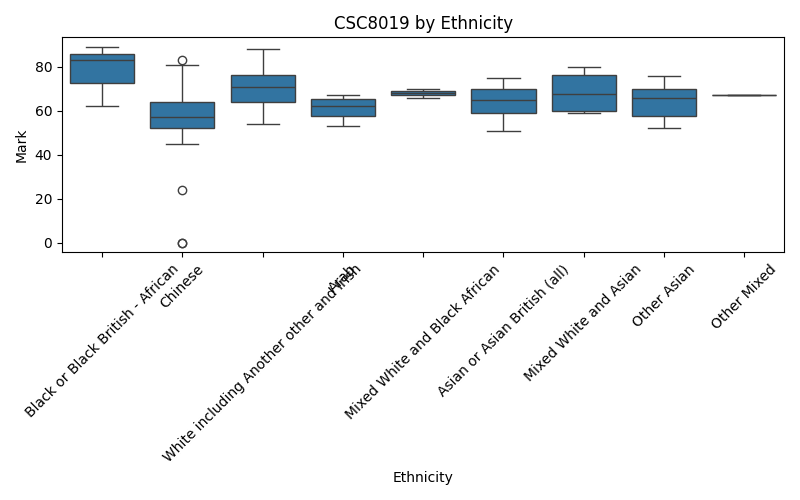 CSC8019 by Ethnicity
Mark
80
60
40
20
0
Black or Black British - African
Chinese
White including Another other and Irish
Arab
Mixed White and Black African
Asian or Asian British (all)
Mixed White and Asian
Other Asian
Other Mixed
Ethnicity